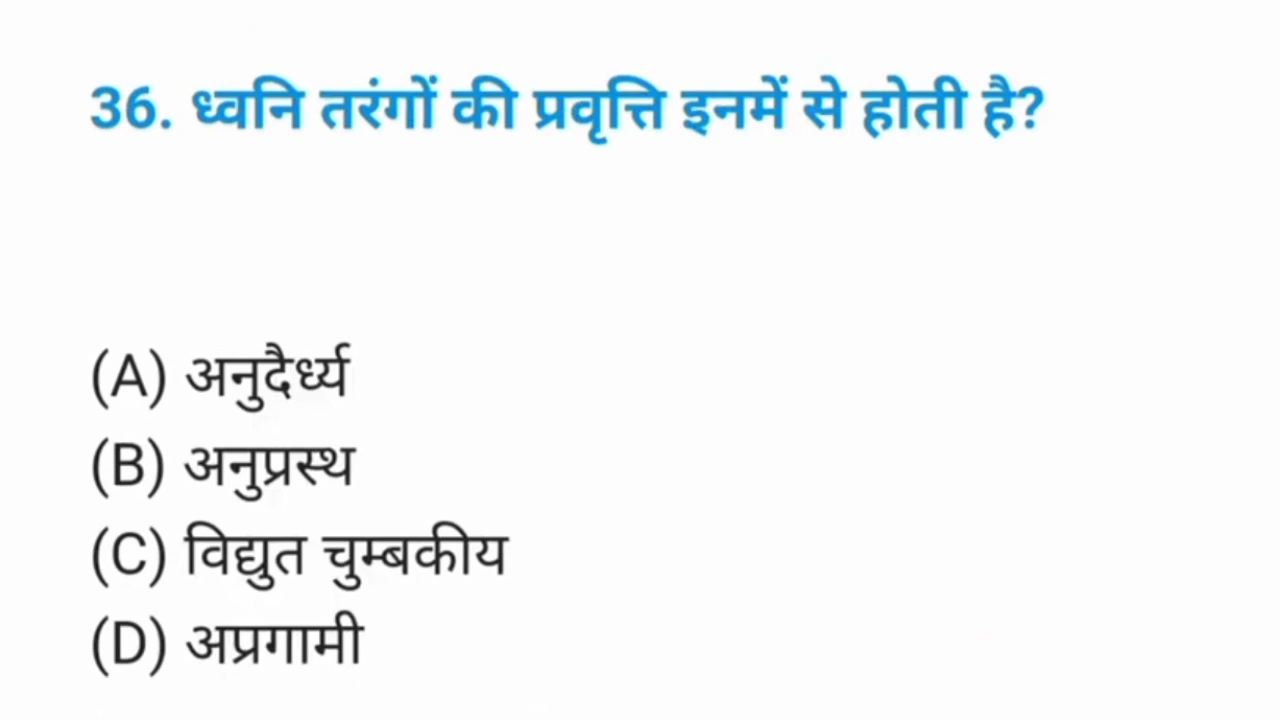 36. ध्वनि तरंगों की प्रवृत्ति इनमें से होती है?
(A) अनुदैर्ध्य
(B) अनुप्रस्थ
(C) विद्युत चुम्बकीय
(D) अप्रगामी